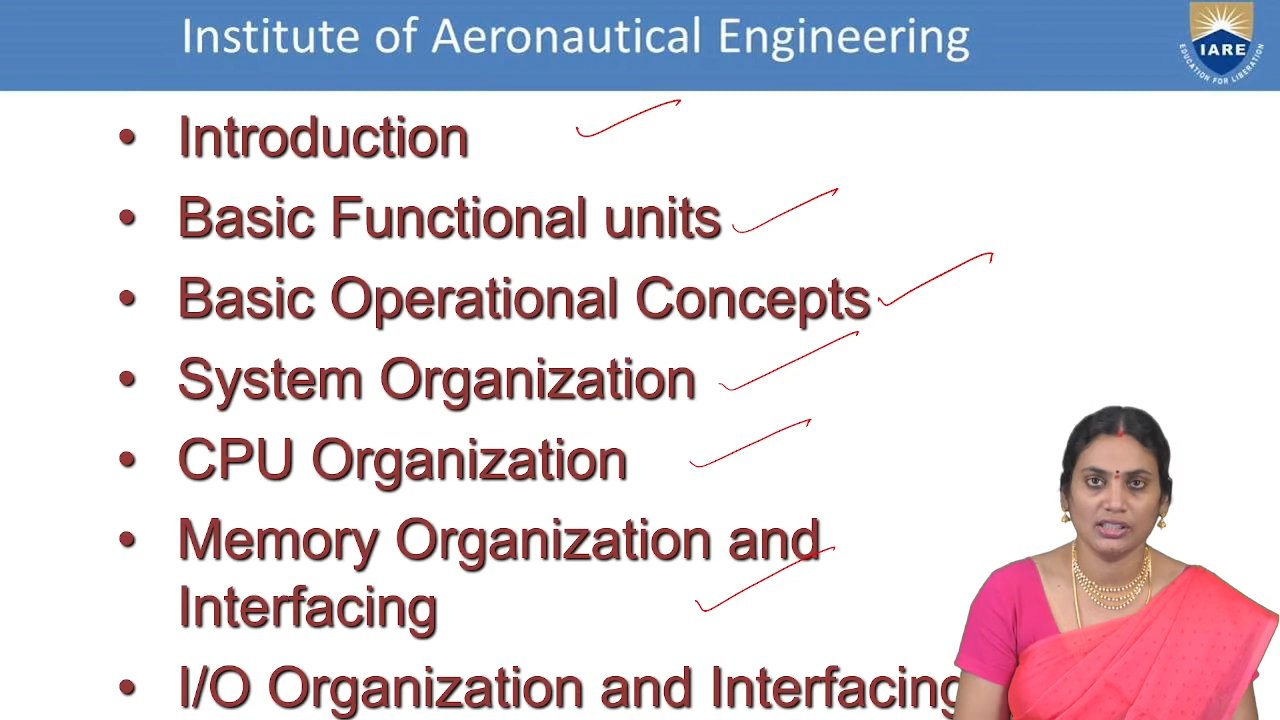 Institute of Aeronautical Engineering
IARE
EDUCATION FOR LIBERATION
• Introduction
• Basic Functional units
• Basic Operational Concepts
• System Organization
• CPU Organization
• Memory Organization and
Interfacing
• I/O Organization and Interfacing